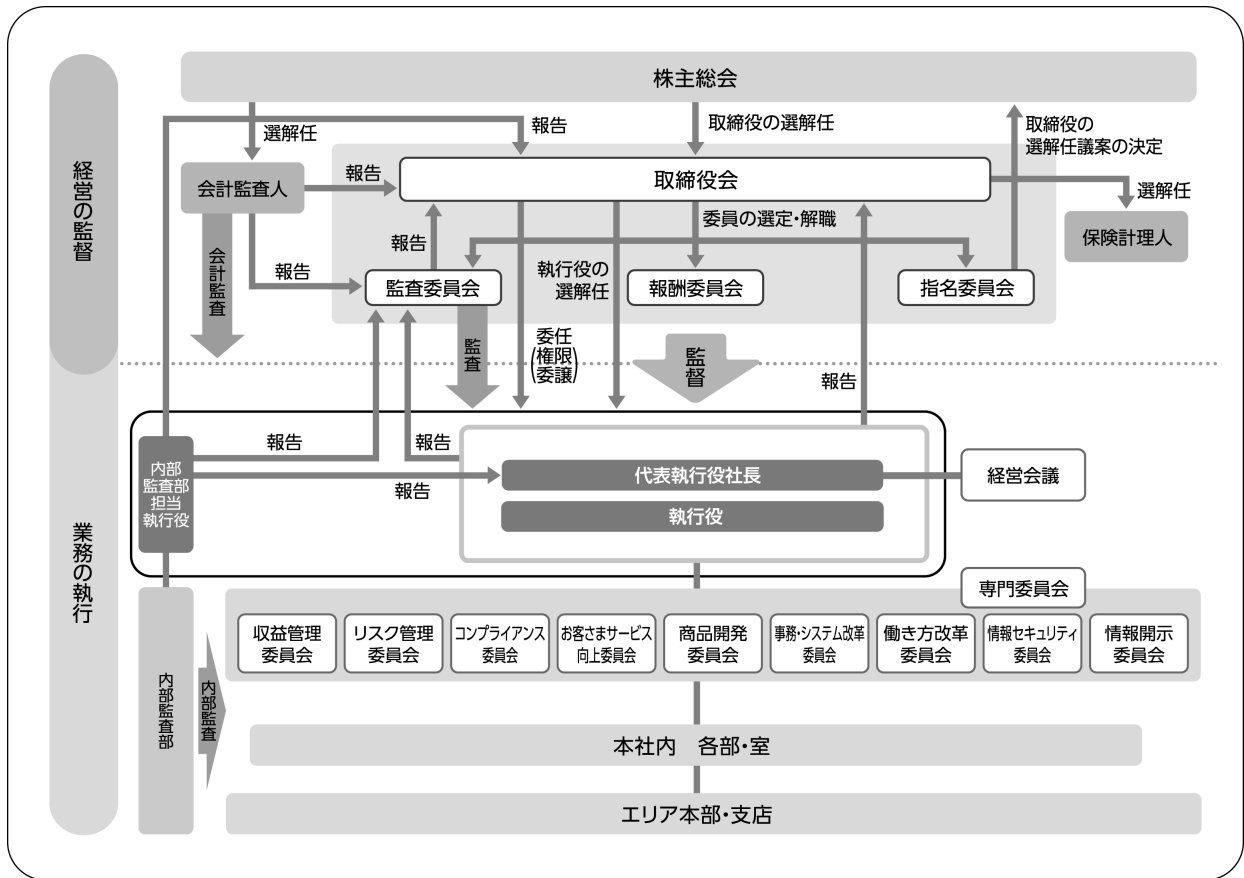 株主総会
経営の監督
選解任
報告
取締役の選解任
取締役の
選解任議案の決定
会計監査人
報告
取締役会
選解任
保険計理人
会計監査
報告
報告
執行役の
選解任
委員の選定・解職
監査委員会
報酬委員会
指名委員会
監査
委任
(権限
委譲)
監督
報告
業務の執行
報告
報告
内部
監査部
担当
執行役
報告
代表執行役社長
執行役
経営会議
専門委員会
収益管理
委員会
リスク管理
委員会
コンプライアンス
委員会
お客さまサービス
向上委員会
商品開発
委員会
事務・システム改革
委員会
働き方改革
委員会
情報セキュリティ
委員会
情報開示
委員会
内部監査部
内部監査
本社内 各部・室
エリア本部・支店